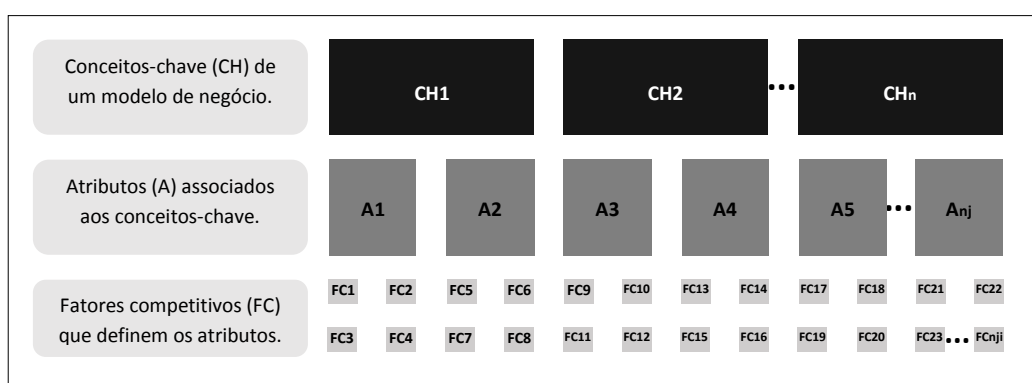 Conceitos-chave (CH) de
um modelo de negócio.
CH1 CH2 ... CHn
Atributos (A) associados
aos conceitos-chave.
A1 A2 A3 A4 A5 ... Anj
Fatores competitivos (FC)
que definem os atributos.
FC1 FC2 FC5 FC6 FC9 FC10 FC13 FC14 FC17 FC18 FC21 FC22
FC3 FC4 FC7 FC8 FC11 FC12 FC15 FC16 FC19 FC20 FC23 ... FCnji